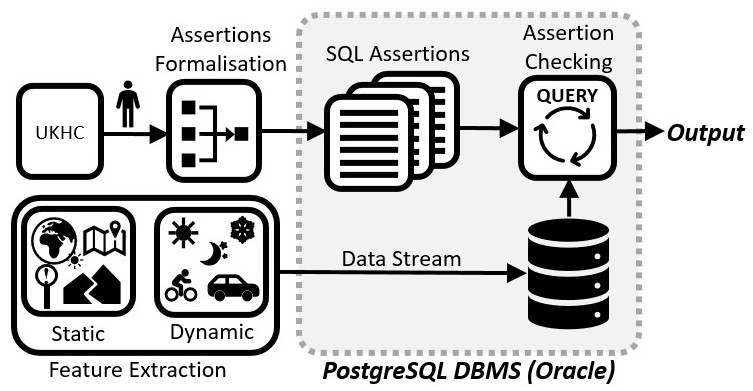 Assertions
Formalisation
SQL Assertions
Assertion
Checking
UKHC
QUERY
Output
Data Stream
Static
Dynamic
Feature Extraction
PostgreSQL DBMS (Oracle)